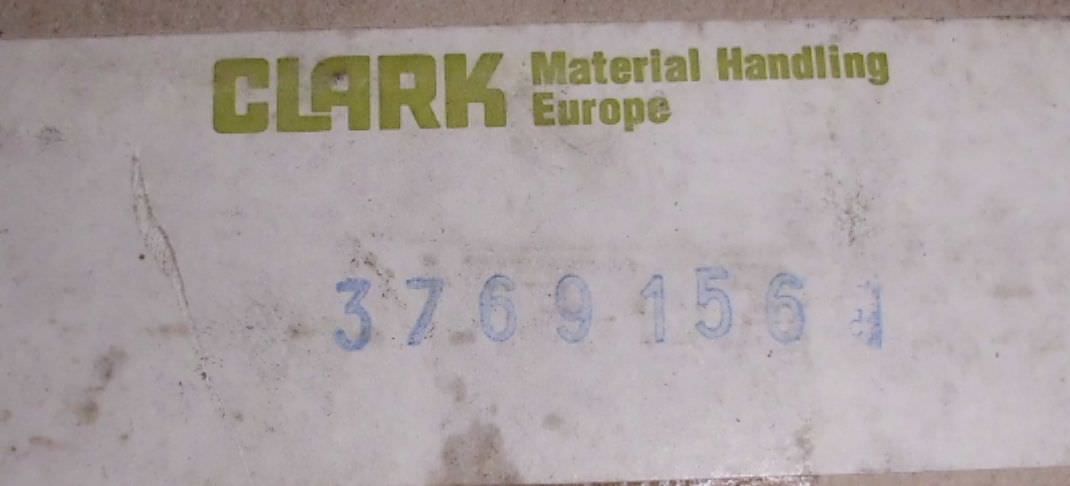 CLARK Material Handling
Europe
3769156